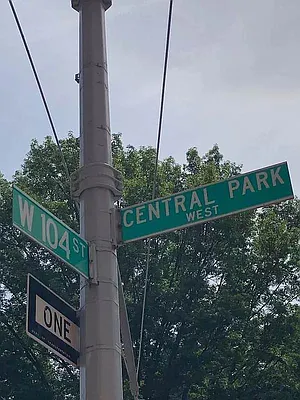 W 104 ST
CENTRAL PARK
WEST
ONE